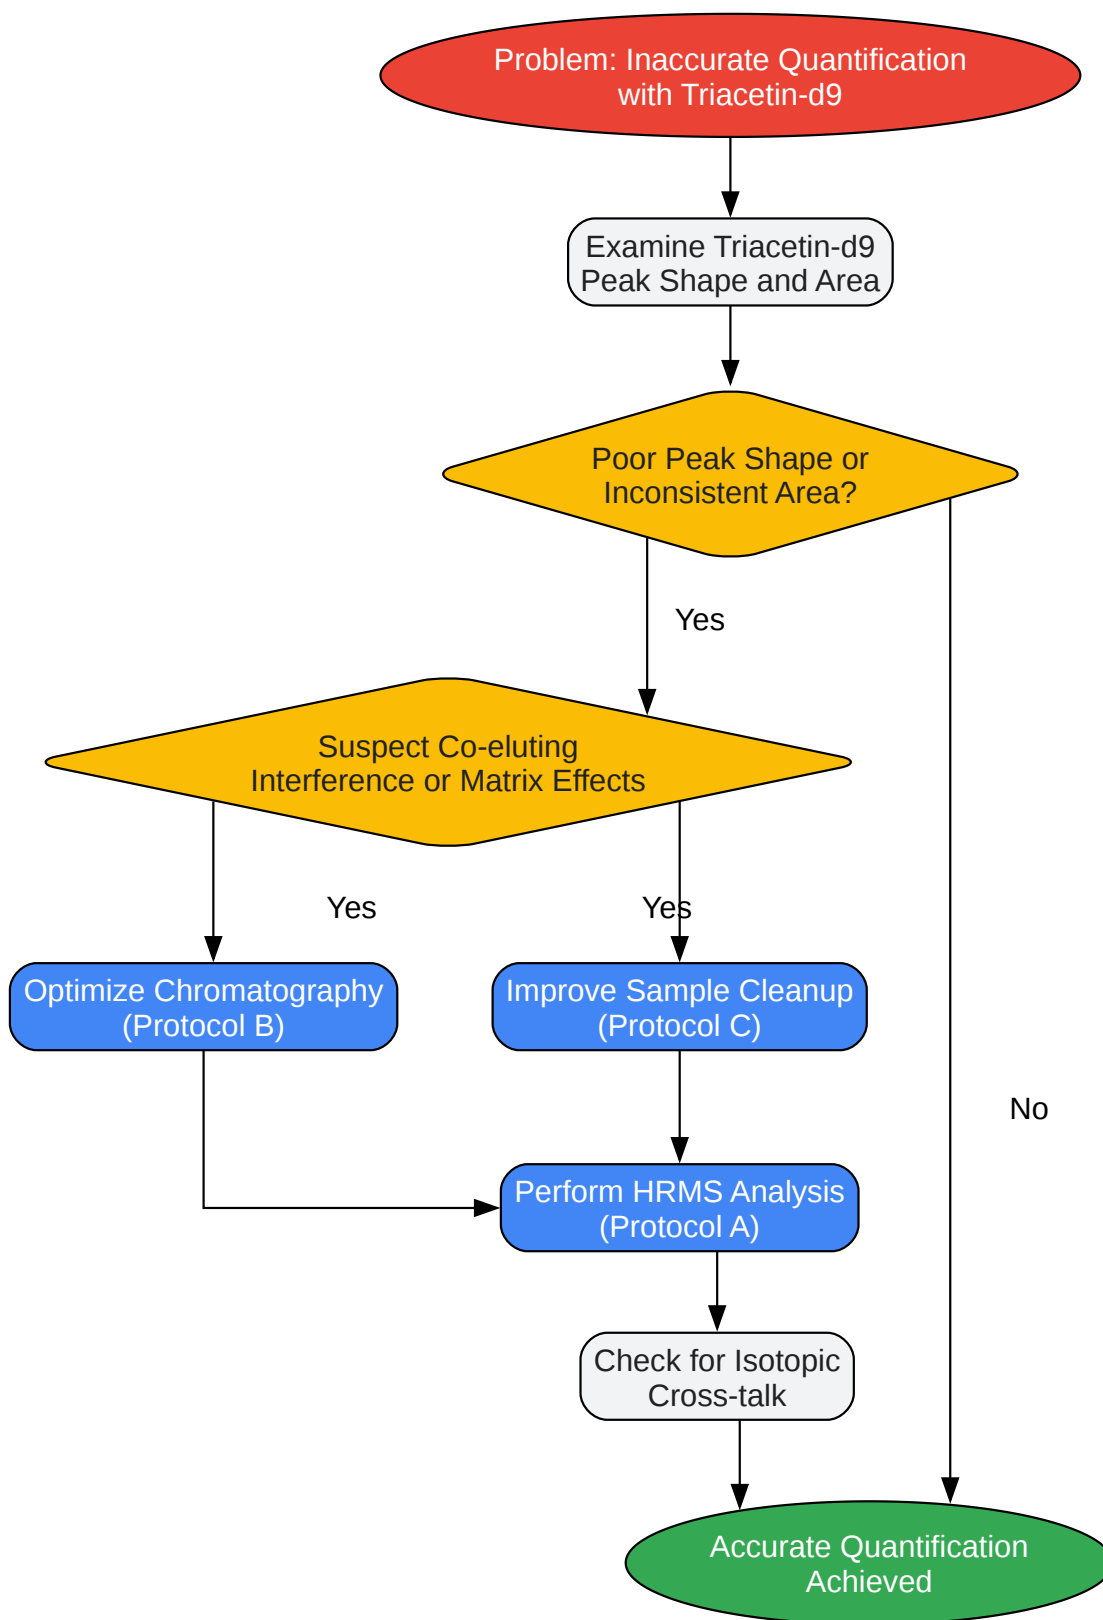 Problem: Inaccurate Quantification
with Triacetin-d9
Examine Triacetin-d9
Peak Shape and Area
Poor Peak Shape or
Inconsistent Area?
Yes
Suspect Co-eluting
Interference or Matrix Effects
Yes
Yes
Optimize Chromatography
(Protocol B)
Improve Sample Cleanup
(Protocol C)
No
Perform HRMS Analysis
(Protocol A)
Check for Isotopic
Cross-talk
Accurate Quantification
Achieved